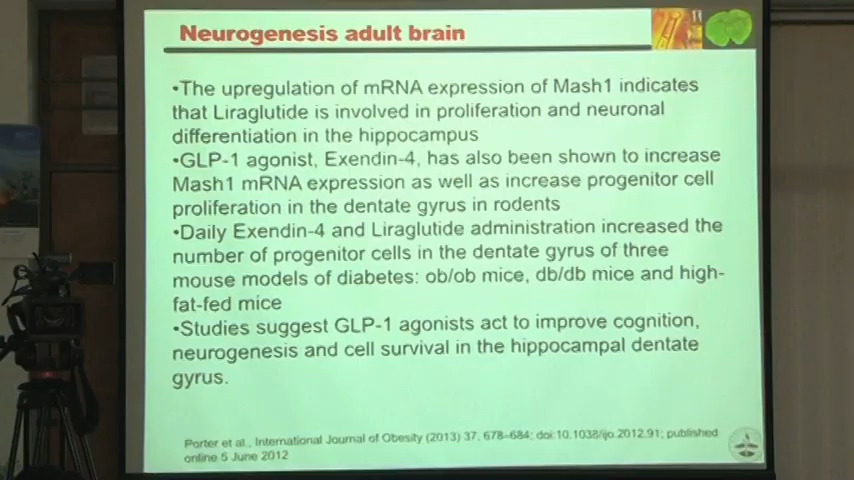 Neurogenesis adult brain
•The upregulation of mRNA expression of Mash1 indicates
that Liraglutide is involved in proliferation and neuronal
differentiation in the hippocampus
•GLP-1 agonist, Exendin-4, has also been shown to increase
Mash1 mRNA expression as well as increase progenitor cell
proliferation in the dentate gyrus in rodents
•Daily Exendin-4 and Liraglutide administration increased the
number of progenitor cells in the dentate gyrus of three
mouse models of diabetes: ob/ob mice, db/db mice and high-
fat-fed mice
•Studies suggest GLP-1 agonists act to improve cognition,
neurogenesis and cell survival in the hippocampal dentate
gyrus.
Porter et al., International Journal of Obesity (2013) 37, 678–684; doi:10.1038/ijo.2012.91; published
online 5 June 2012